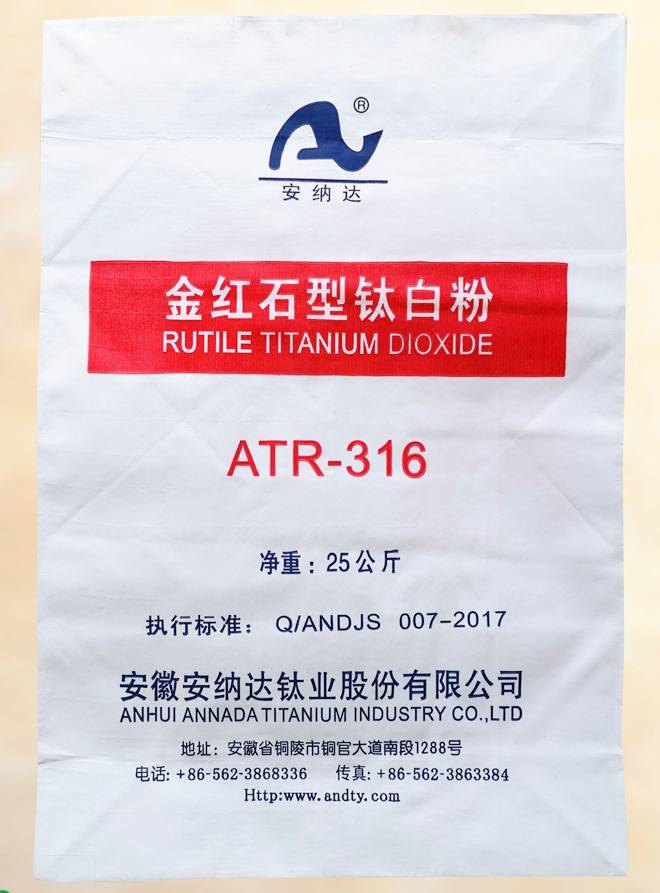 ®
安纳达
金红石型钛白粉
RUTILE TITANIUM DIOXIDE
ATR-316
净重：25公斤
执行标准： Q/ANDJS 007-2017
安徽安纳达钛业股份有限公司
ANHUI ANNADA TITANIUM INDUSTRY CO.,LTD
地址：安徽省铜陵市铜官大道南段1288号
电话：+86-562-3868336 传真：+86-562-3863384
Http:www.andty.com